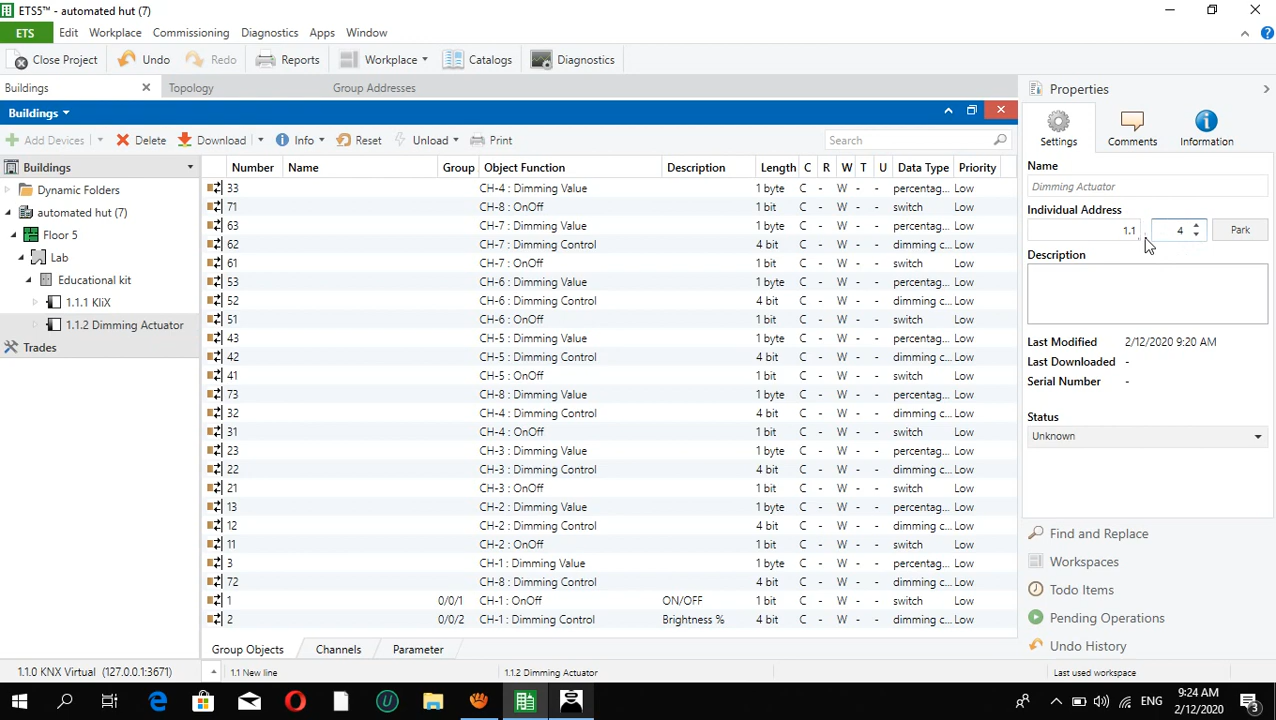 ETS5™ - automated hut (7)
ETS Edit Workplace Commissioning Diagnostics Apps Window
Close Project Undo Redo Reports Workplace Catalogs Diagnostics
Buildings Topology Group Addresses
Buildings
Add Devices Delete Download Info Reset Unload Print Search
Buildings
Dynamic Folders
automated hut (7)
Floor 5
Lab
Educational kit
1.1.1 KliX
1.1.2 Dimming Actuator
Trades
Number Name Group Object Function Description Length C R W T U Data Type Priority
33 CH-4 : Dimming Value 1 byte C - W - - percentag... Low
71 CH-8 : OnOff 1 bit C - W - - switch Low
63 CH-7 : Dimming Value 1 byte C - W - - percentag... Low
62 CH-7 : Dimming Control 4 bit C - W - - dimming c... Low
61 CH-7 : OnOff 1 bit C - W - - switch Low
53 CH-6 : Dimming Value 1 byte C - W - - percentag... Low
52 CH-6 : Dimming Control 4 bit C - W - - dimming c... Low
51 CH-6 : OnOff 1 bit C - W - - switch Low
43 CH-5 : Dimming Value 1 byte C - W - - percentag... Low
42 CH-5 : Dimming Control 4 bit C - W - - dimming c... Low
41 CH-5 : OnOff 1 bit C - W - - switch Low
73 CH-8 : Dimming Value 1 byte C - W - - percentag... Low
32 CH-4 : Dimming Control 4 bit C - W - - dimming c... Low
31 CH-4 : OnOff 1 bit C - W - - switch Low
23 CH-3 : Dimming Value 1 byte C - W - - percentag... Low
22 CH-3 : Dimming Control 4 bit C - W - - dimming c... Low
21 CH-3 : OnOff 1 bit C - W - - switch Low
13 CH-2 : Dimming Value 1 byte C - W - - percentag... Low
12 CH-2 : Dimming Control 4 bit C - W - - dimming c... Low
11 CH-2 : OnOff 1 bit C - W - - switch Low
3 CH-1 : Dimming Value 1 byte C - W - - percentag... Low
72 CH-8 : Dimming Control 4 bit C - W - - dimming c... Low
1 0/0/1 CH-1 : OnOff ON/OFF 1 bit C - W - - switch Low
2 0/0/2 CH-1 : Dimming Control Brightness % 4 bit C - W - - dimming c... Low
Group Objects Channels Parameter
Properties
Settings Comments Information
Name
Dimming Actuator
Individual Address
1.1 . 4 Park
Description
Last Modified 2/12/2020 9:20 AM
Last Downloaded -
Serial Number -
Status
Unknown
Find and Replace
Workspaces
Todo Items
Pending Operations
Undo History
1.1.0 KNX Virtual (127.0.0.1:3671) 1.1 New line 1.1.2 Dimming Actuator Last used workspace
ENG 9:24 AM
2/12/2020 3